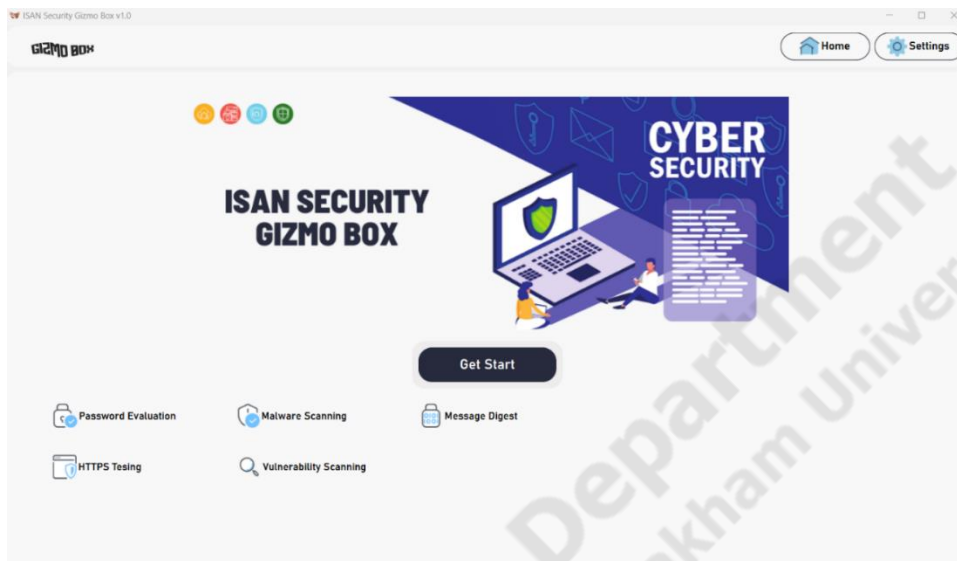 ISAN Security Gizmo Box v1.0
GIZMO BOX
Home
Settings
CYBER
SECURITY
ISAN SECURITY
GIZMO BOX
Get Start
Password Evaluation
Malware Scanning
Message Digest
HTTPS Tesing
Vulnerability Scanning
Department